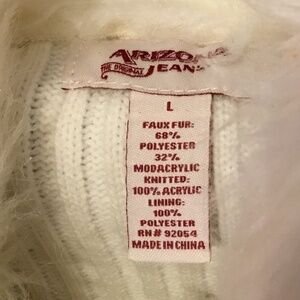 ARIZONA
THE ORIGINAL JEANS
L
FAUX FUR:
68%
POLYESTER
32%
MODACRYLIC
KNITTED:
100% ACRYLIC
LINING:
100%
POLYESTER
RN# 92054
MADE IN CHINA